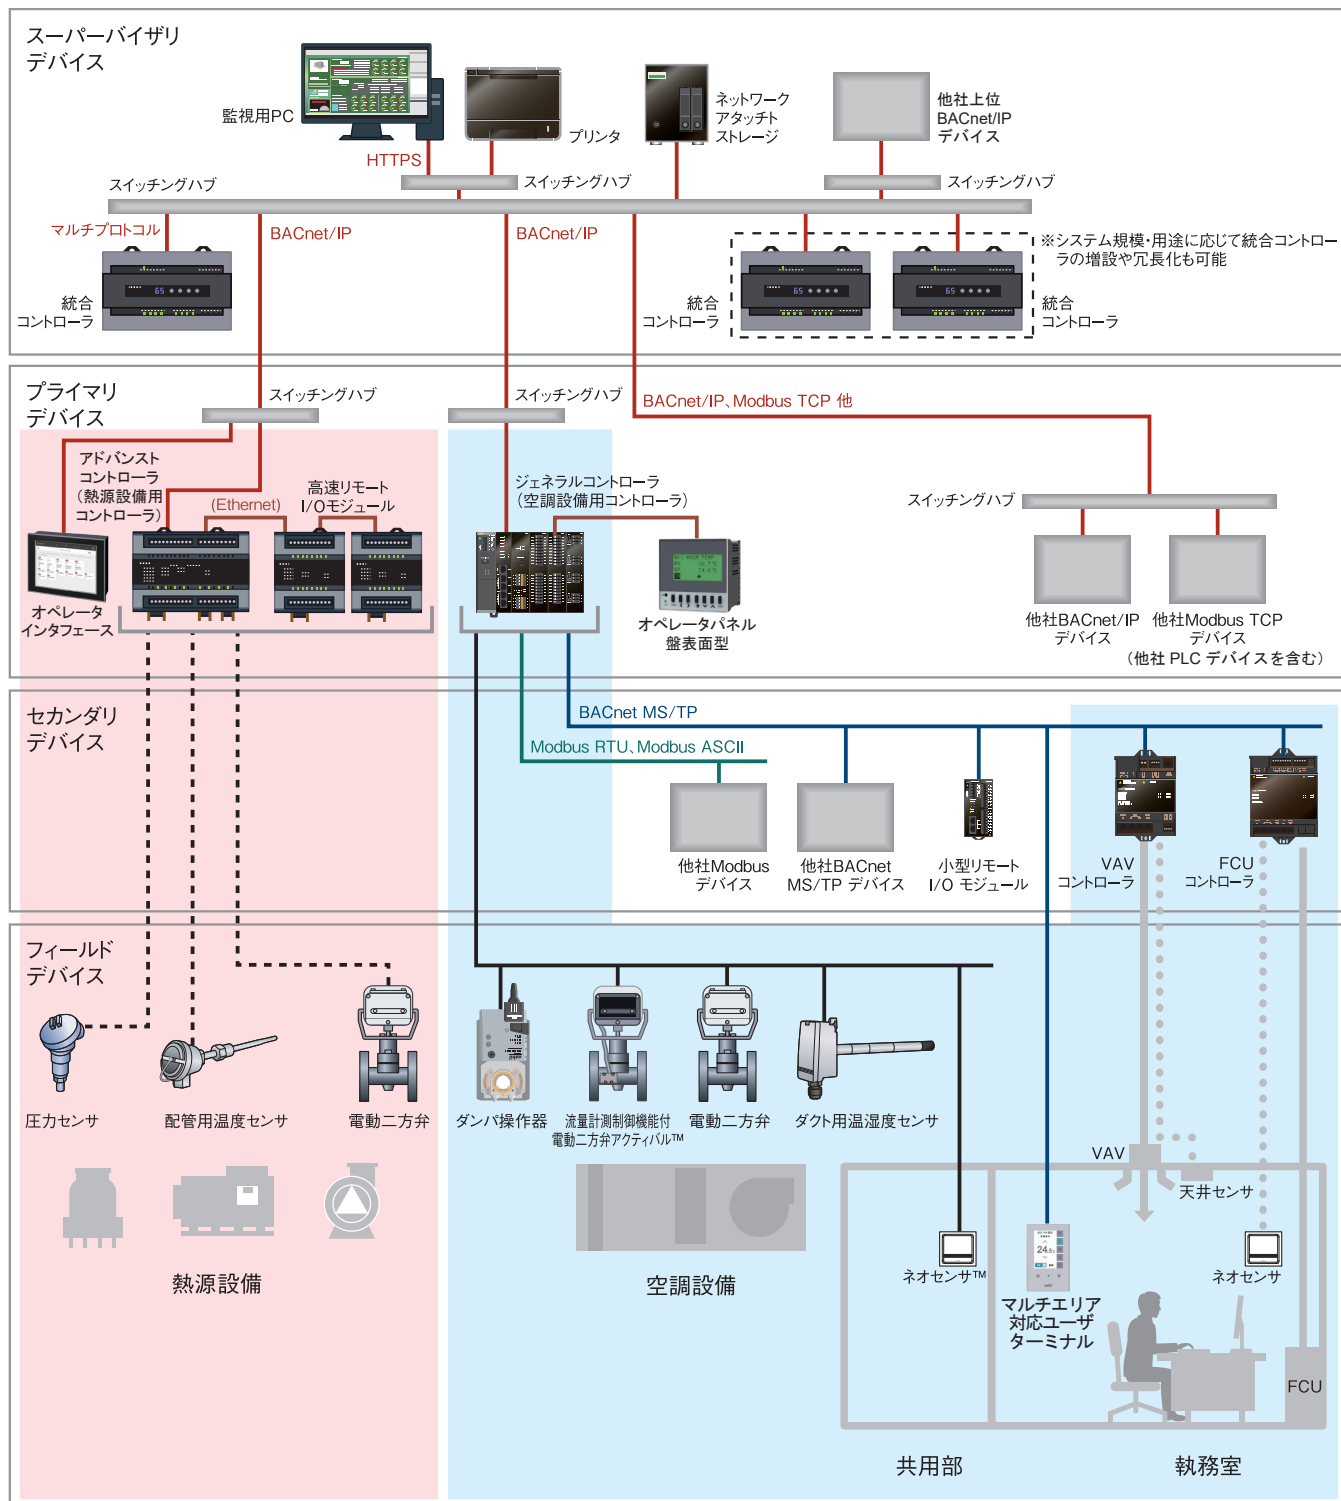 スーパーバイザリ
デバイス
監視用PC
プリンタ
ネットワーク
アタッチト
ストレージ
他社上位
BACnet/IP
デバイス
HTTPS
スイッチングハブ
スイッチングハブ
スイッチングハブ
マルチプロトコル
BACnet/IP
BACnet/IP
※システム規模・用途に応じて統合コントロー
ラの増設や冗長化も可能
統合
コントローラ
統合
コントローラ
統合
コントローラ
65
65
65
プライマリ
デバイス
スイッチングハブ
スイッチングハブ
BACnet/IP、Modbus TCP 他
アドバンスト
コントローラ
(熱源設備用
コントローラ)
(Ethernet)
高速リモート
I/Oモジュール
ジェネラルコントローラ
(空調設備用コントローラ)
スイッチングハブ
オペレータ
インタフェース
オペレータパネル
盤表面型
他社BACnet/IP
デバイス
他社Modbus TCP
デバイス
(他社 PLC デバイスを含む)
セカンダリ
デバイス
BACnet MS/TP
Modbus RTU、Modbus ASCII
他社Modbus
デバイス
他社BACnet
MS/TP デバイス
小型リモート
I/O モジュール
VAV
コントローラ
FCU
コントローラ
フィールド
デバイス
圧力センサ
配管用温度センサ
電動二方弁
ダンパ操作器
流量計測制御機能付
電動二方弁アクティバル™
電動二方弁
ダクト用温湿度センサ
VAV
天井センサ
熱源設備
空調設備
ネオセンサ™
24.5
マルチエリア
対応ユーザ
ターミナル
ネオセンサ
FCU
共用部
執務室